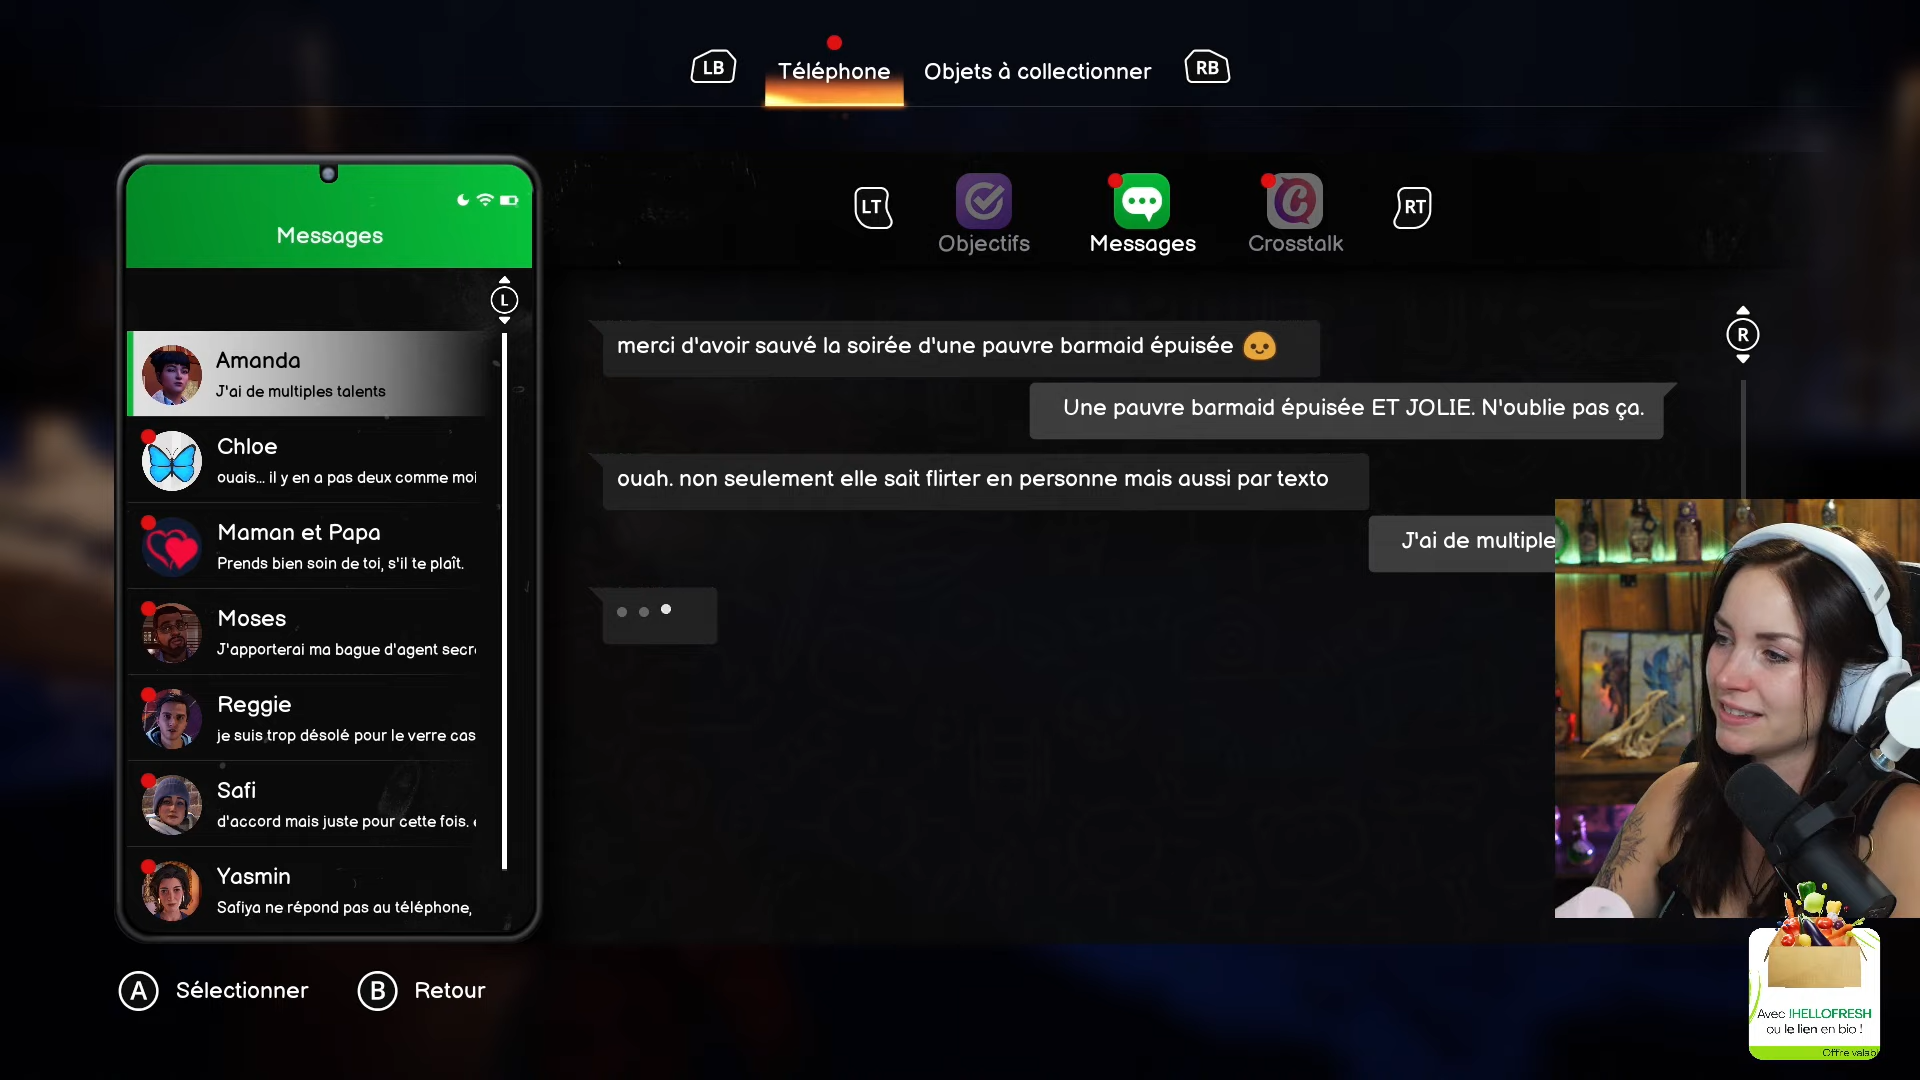 LB Téléphone Objets à collectionner RB
Messages
LT Objectifs Messages Crosstalk RT
L
R
Amanda
J'ai de multiples talents
Chloe
ouais... il y en a pas deux comme moi
Maman et Papa
Prends bien soin de toi, s'il te plaît.
Moses
J'apporterai ma bague d'agent secr
Reggie
je suis trop désolé pour le verre cas
Safi
d'accord mais juste pour cette fois.
Yasmin
Safiya ne répond pas au téléphone,
merci d'avoir sauvé la soirée d'une pauvre barmaid épuisée
Une pauvre barmaid épuisée ET JOLIE. N'oublie pas ça.
ouah. non seulement elle sait flirter en personne mais aussi par texto
J'ai de multiple
A Sélectionner B Retour
Avec !HELLOFRESH
ou le lien en bio !
Offre valab